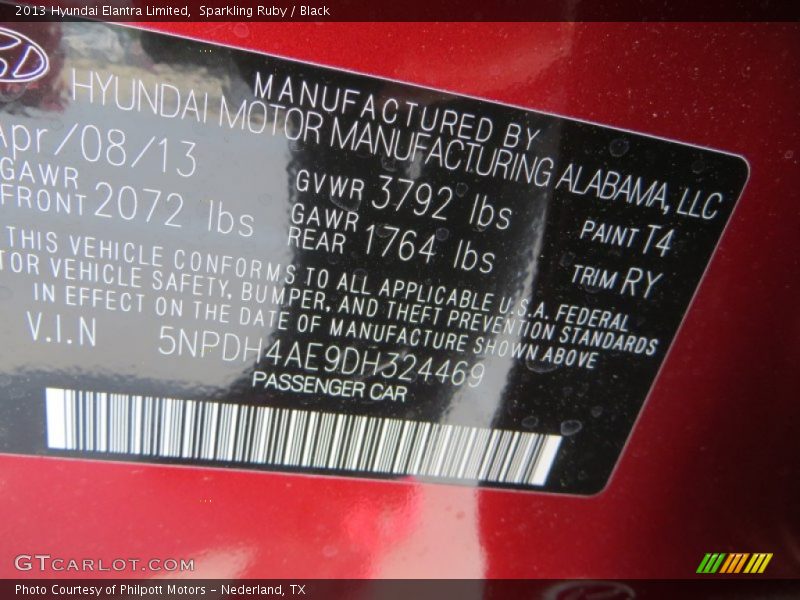 2013 Hyundai Elantra Limited, Sparkling Ruby / Black
MANUFACTURED BY
HYUNDAI MOTOR MANUFACTURING ALABAMA, LLC
Apr/08/13
GVWR 3792 lbs
PAINT T4
GAWR FRONT 2072 lbs
GAWR REAR 1764 lbs
TRIM RY
THIS VEHICLE CONFORMS TO ALL APPLICABLE U.S.A. FEDERAL
TOR VEHICLE SAFETY, BUMPER, AND THEFT PREVENTION STANDARDS
IN EFFECT ON THE DATE OF MANUFACTURE SHOWN ABOVE
V.I.N 5NPDH4AE9DH324469
PASSENGER CAR
GTCARLOT.COM
Photo Courtesy of Philpott Motors - Nederland, TX